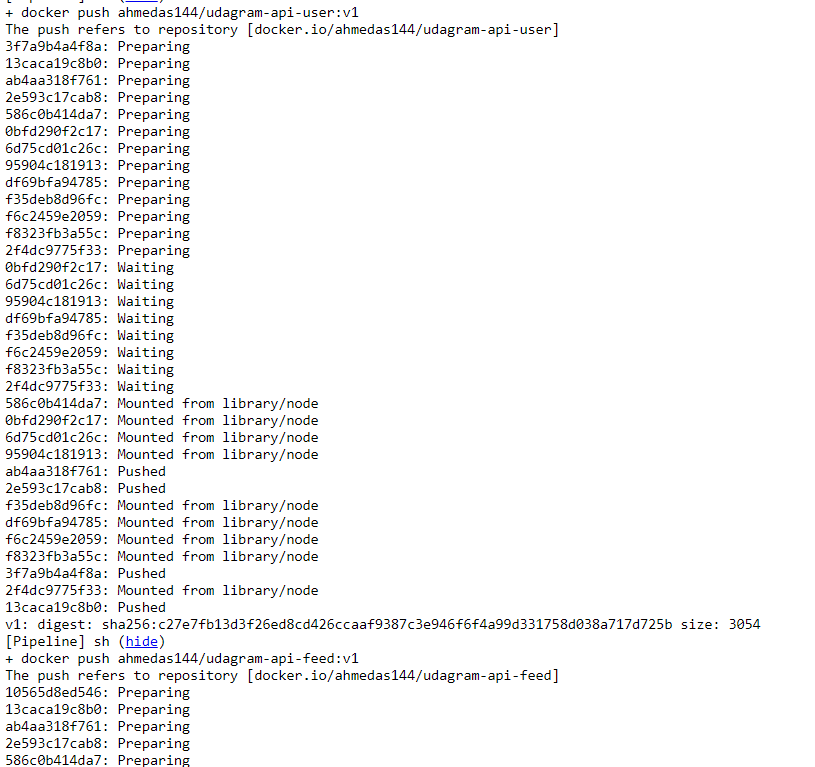 [Pipeline] sh (hide)
+ docker push ahmedas144/udagram-api-user:v1
The push refers to repository [docker.io/ahmedas144/udagram-api-user]
3f7a9b4a4f8a: Preparing
13caca19c8b0: Preparing
ab4aa318f761: Preparing
2e593c17cab8: Preparing
586c0b414da7: Preparing
0bfd290f2c17: Preparing
6d75cd01c26c: Preparing
95904c181913: Preparing
df69bfa94785: Preparing
f35deb8d96fc: Preparing
f6c2459e2059: Preparing
f8323fb3a55c: Preparing
2f4dc9775f33: Preparing
0bfd290f2c17: Waiting
6d75cd01c26c: Waiting
95904c181913: Waiting
df69bfa94785: Waiting
f35deb8d96fc: Waiting
f6c2459e2059: Waiting
f8323fb3a55c: Waiting
2f4dc9775f33: Waiting
586c0b414da7: Mounted from library/node
0bfd290f2c17: Mounted from library/node
6d75cd01c26c: Mounted from library/node
95904c181913: Mounted from library/node
ab4aa318f761: Pushed
2e593c17cab8: Pushed
f35deb8d96fc: Mounted from library/node
df69bfa94785: Mounted from library/node
f6c2459e2059: Mounted from library/node
f8323fb3a55c: Mounted from library/node
3f7a9b4a4f8a: Pushed
2f4dc9775f33: Mounted from library/node
13caca19c8b0: Pushed
v1: digest: sha256:c27e7fb13d3f26ed8cd426ccaaf9387c3e946f6f4a99d331758d038a717d725b size: 3054
[Pipeline] sh (hide)
+ docker push ahmedas144/udagram-api-feed:v1
The push refers to repository [docker.io/ahmedas144/udagram-api-feed]
10565d8ed546: Preparing
13caca19c8b0: Preparing
ab4aa318f761: Preparing
2e593c17cab8: Preparing
586c0b414da7: Preparing